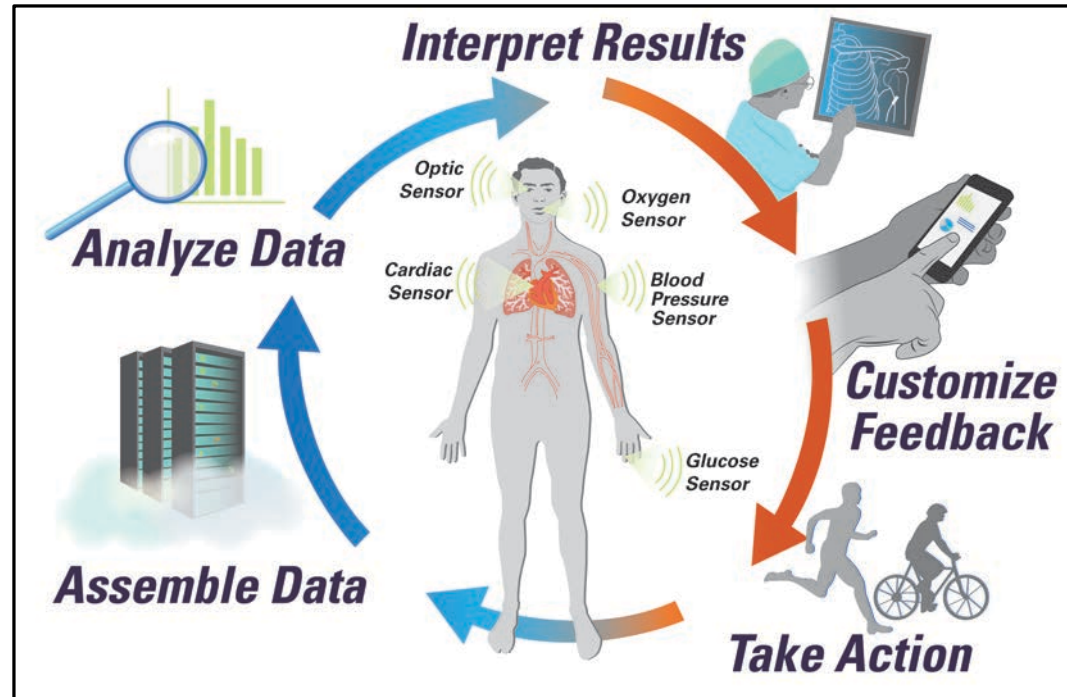 Interpret Results
Optic
Sensor
Oxygen
Sensor
Analyze Data
Cardiac
Sensor
Blood
Pressure
Sensor
Customize
Feedback
Glucose
Sensor
Assemble Data
Take Action